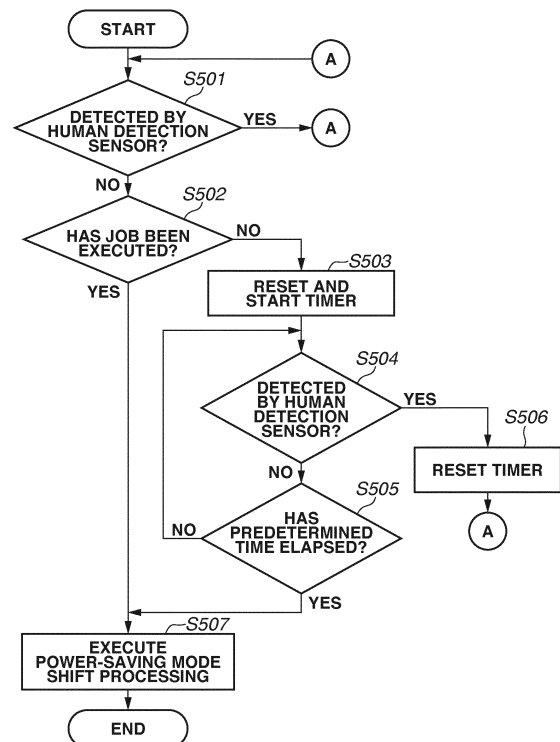 START
A
S501
DETECTED BY
HUMAN DETECTION
SENSOR?
YES
A
NO
S502
HAS JOB BEEN
EXECUTED?
NO
YES
S503
RESET AND
START TIMER
S504
DETECTED
BY HUMAN
DETECTION
SENSOR?
YES
S506
RESET TIMER
A
NO
S505
HAS
PREDETERMINED
TIME ELAPSED?
NO
YES
S507
EXECUTE
POWER-SAVING MODE
SHIFT PROCESSING
END